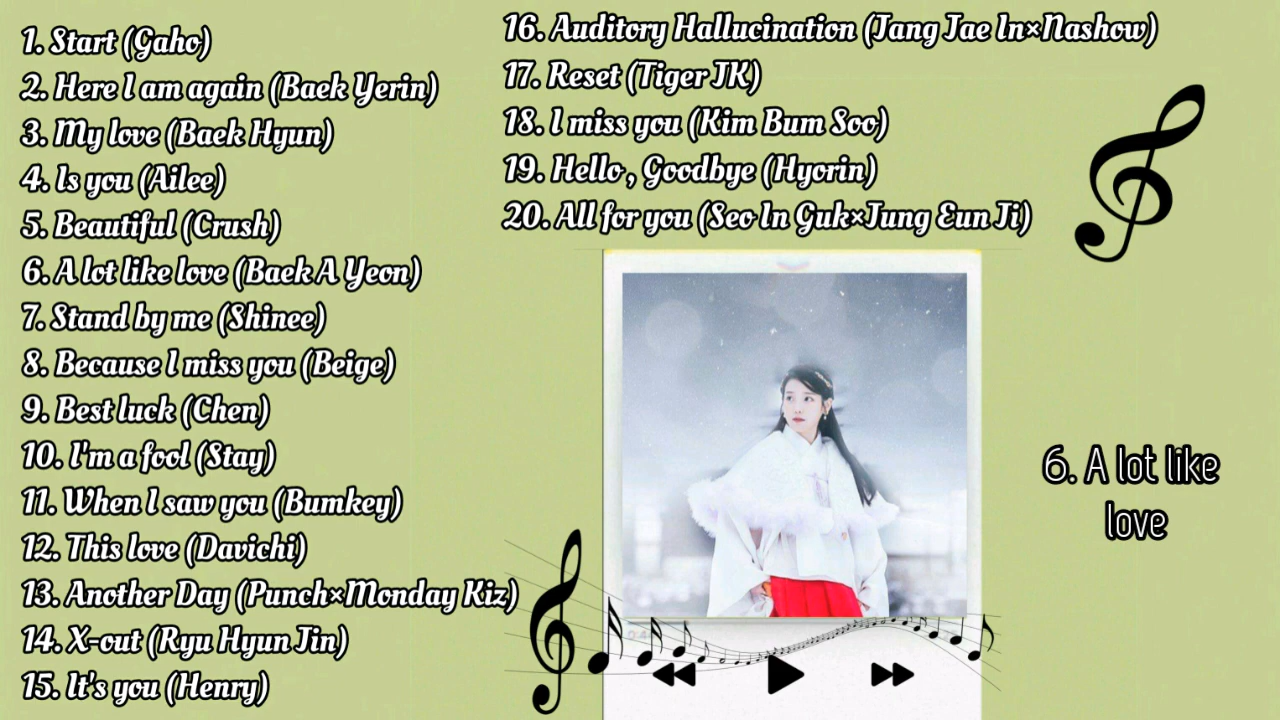 1. Start (Gaho)
2. Here I am again (Baek Yerin)
3. My love (Baek Hyun)
4. Is you (Ailee)
5. Beautiful (Crush)
6. A lot like love (Baek A Yeon)
7. Stand by me (Shinee)
8. Because I miss you (Beige)
9. Best luck (Chen)
10. I'm a fool (Stay)
11. When I saw you (Bumkey)
12. This love (Davichi)
13. Another Day (Punch×Monday Kiz)
14. X-out (Ryu Hyun Jin)
15. It's you (Henry)
16. Auditory Hallucination (Jang Jae In×Nashow)
17. Reset (Tiger JK)
18. I miss you (Kim Bum Soo)
19. Hello, Goodbye (Hyorin)
20. All for you (Seo In Guk×Jung Eun Ji)
6. A lot like
love